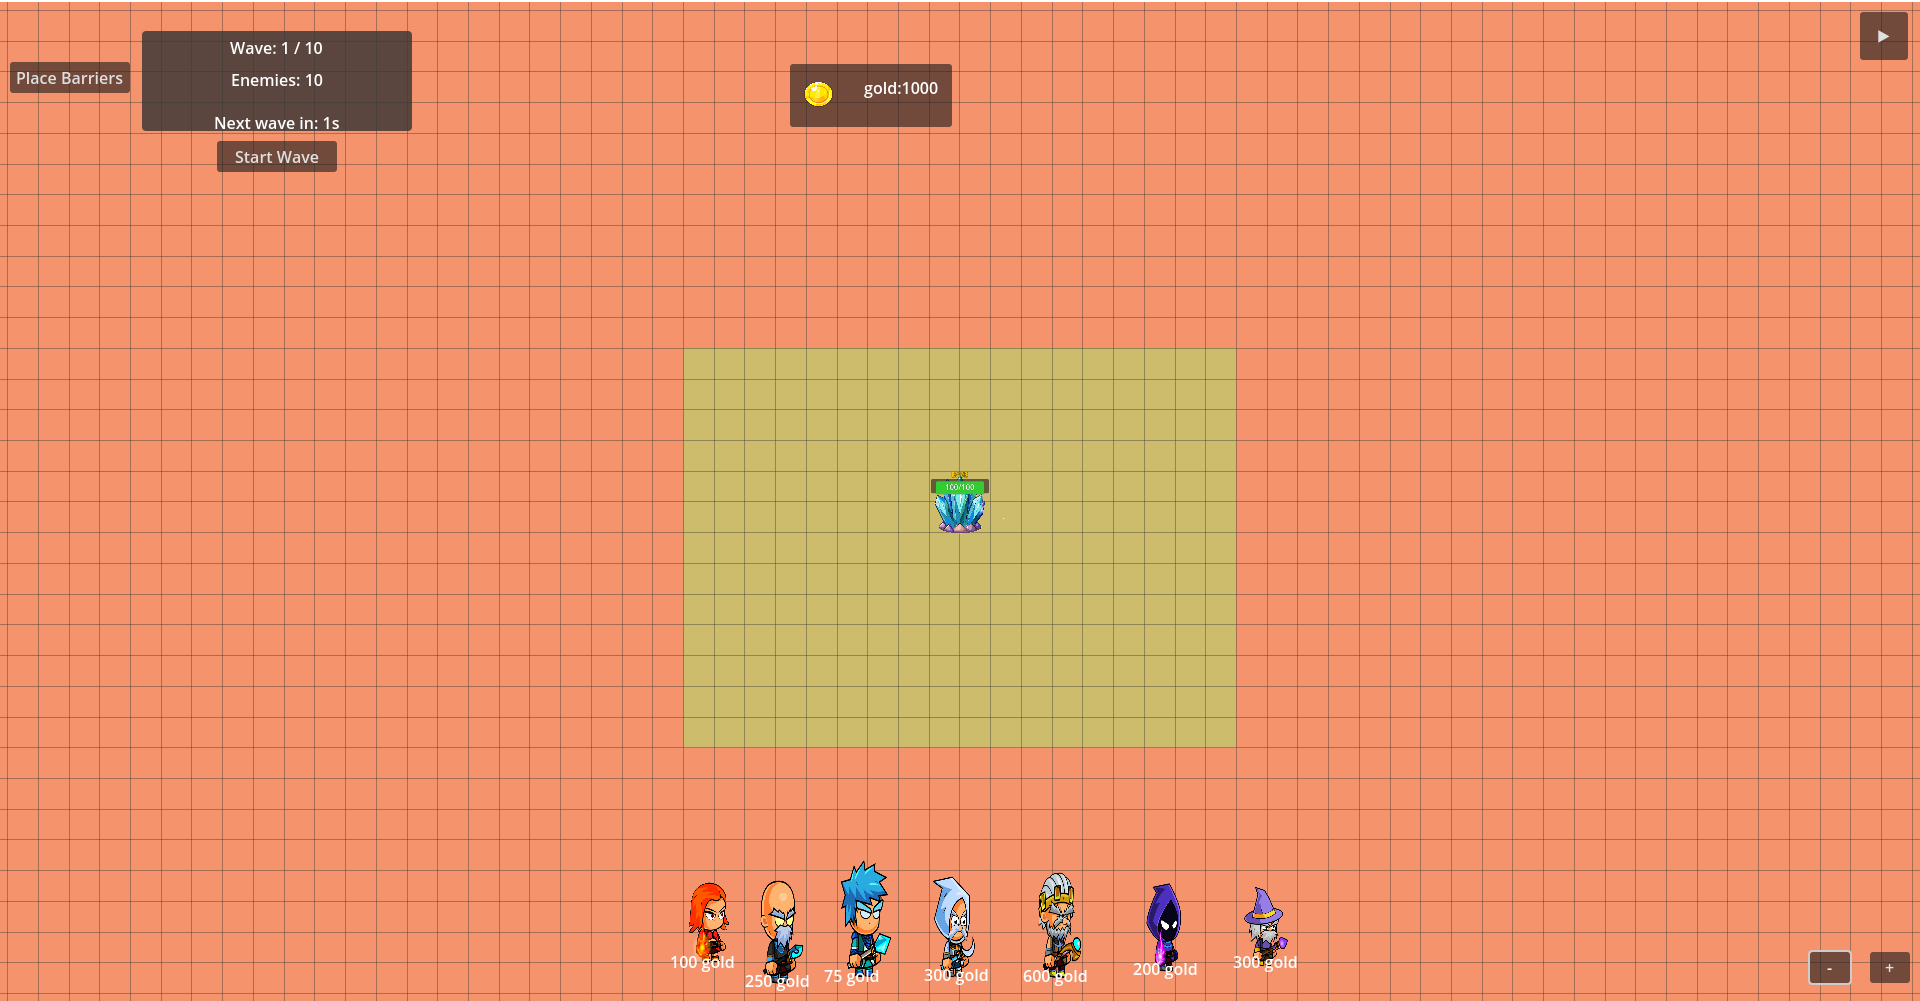 Wave: 1 / 10
Place Barriers
Enemies: 10
gold:1000
Next wave in: 1s
Start Wave
100/100
100 gold
250 gold
75 gold
300 gold
600 gold
200 gold
300 gold
-
+